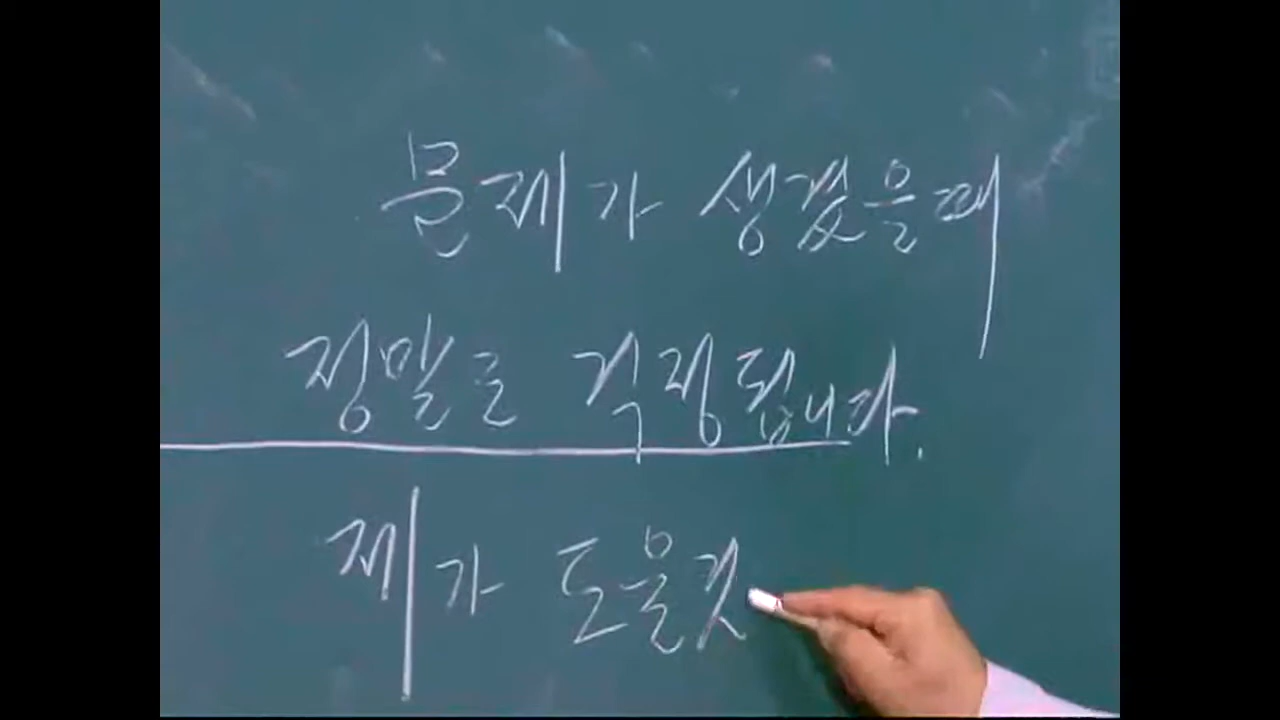 문제가 생겼을때
정말로 걱정됩니다.
제가 도울것